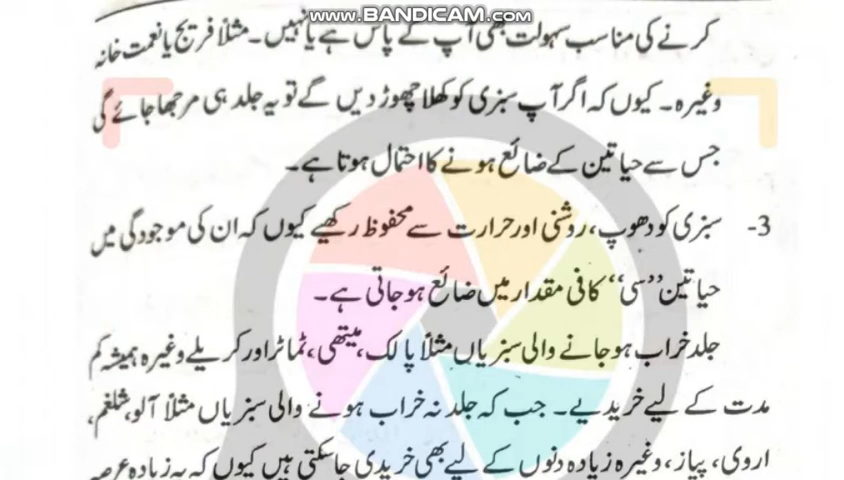 WWW.BANDICAM.COM
کرنے کی مناسب سہولت بھی آپ کے پاس ہے یا نہیں۔ مثلاً فریج یا نعمت خانہ
وغیرہ۔ کیوں کہ اگر آپ سبزی کو کھلا چھوڑ دیں گے تو یہ جلد ہی مرجھا جائے گی
جس سے حیاتین کے ضائع ہونے کا احتمال ہوتا ہے۔
3- سبزی کو دھوپ، روشنی اور حرارت سے محفوظ رکھیے کیوں کہ ان کی موجودگی میں
حیاتین ”سی“ کافی مقدار میں ضائع ہو جاتی ہے۔
جلد خراب ہو جانے والی سبزیاں مثلاً پالک، میتھی، ٹماٹر اور کریلے وغیرہ ہمیشہ کم
مدت کے لیے خریدیے۔ جب کہ جلد نہ خراب ہونے والی سبزیاں مثلاً آلو، شلغم،
اروی، پیاز، وغیرہ زیادہ دنوں کے لیے بھی خریدی جا سکتی ہیں کیوں کہ یہ زیادہ عرصہ